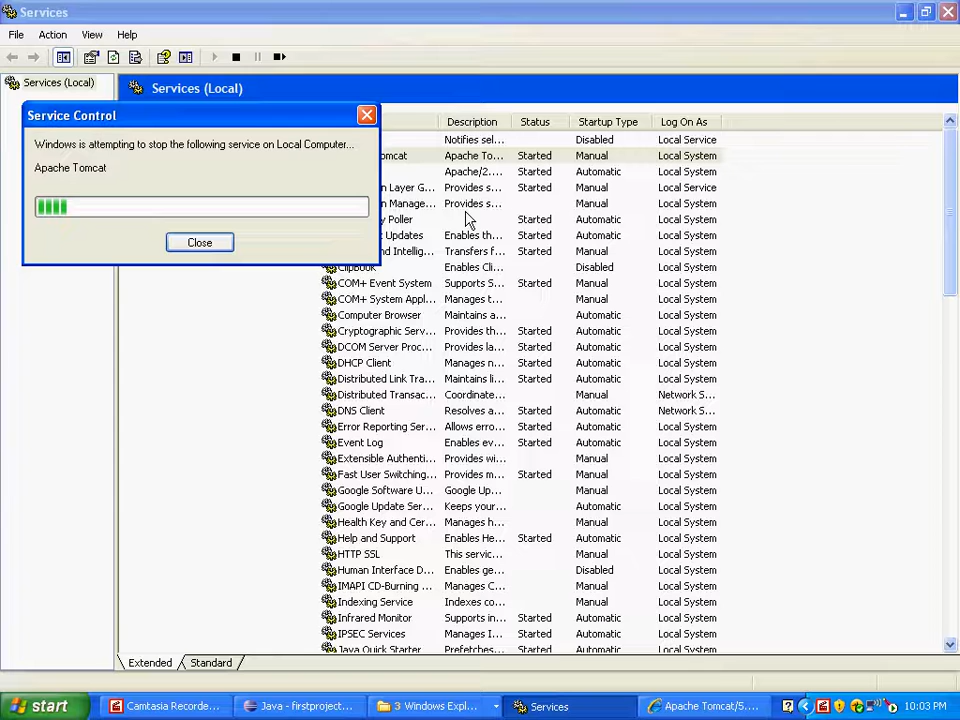 Services
File Action View Help
Services (Local)
Services (Local)
Service Control
Windows is attempting to stop the following service on Local Computer...
Apache Tomcat
Close
Description Status Startup Type Log On As
Notifies sel... Disabled Local Service
omcat Apache To... Started Manual Local System
Apache/2.... Started Automatic Local System
n Layer G... Provides s... Started Manual Local Service
n Manage... Provides s... Manual Local System
y Poller Started Automatic Local System
t Updates Enables th... Started Automatic Local System
nd Intellig... Transfers f... Started Manual Local System
ClipBook Enables Cli... Disabled Local System
COM+ Event System Supports S... Started Manual Local System
COM+ System Appl... Manages t... Manual Local System
Computer Browser Maintains a... Automatic Local System
Cryptographic Serv... Provides th... Started Automatic Local System
DCOM Server Proc... Provides la... Started Automatic Local System
DHCP Client Manages n... Started Automatic Local System
Distributed Link Tra... Maintains li... Started Automatic Local System
Distributed Transac... Coordinate... Manual Network S...
DNS Client Resolves a... Started Automatic Network S...
Error Reporting Ser... Allows erro... Started Automatic Local System
Event Log Enables ev... Started Automatic Local System
Extensible Authenti... Provides wi... Manual Local System
Fast User Switching... Provides m... Started Manual Local System
Google Software U... Google Up... Manual Local System
Google Update Ser... Keeps your... Automatic Local System
Health Key and Cer... Manages h... Manual Local System
Help and Support Enables He... Started Automatic Local System
HTTP SSL This servic... Manual Local System
Human Interface D... Enables ge... Disabled Local System
IMAPI CD-Burning ... Manages C... Manual Local System
Indexing Service Indexes co... Manual Local System
Infrared Monitor Supports in... Started Automatic Local System
IPSEC Services Manages I... Started Automatic Local System
Java Quick Starter Prefetches... Started Automatic Local System
Extended Standard
start Camtasia Recorde... Java - firstproject... 3 Windows Expl... Services Apache Tomcat/5.... 10:03 PM